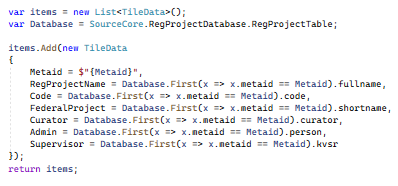 var items = new List<TileData>();
var Database = SourceCore.RegProjectDatabase.RegProjectTable;
items.Add(new TileData
{
Metaid = $"{Metaid}",
RegProjectName = Database.First(x => x.metaid == Metaid).fullname,
Code = Database.First(x => x.metaid == Metaid).code,
FederalProject = Database.First(x => x.metaid == Metaid).shortname,
Curator = Database.First(x => x.metaid == Metaid).curator,
Admin = Database.First(x => x.metaid == Metaid).person,
Supervisor = Database.First(x => x.metaid == Metaid).kvsr
});
return items;